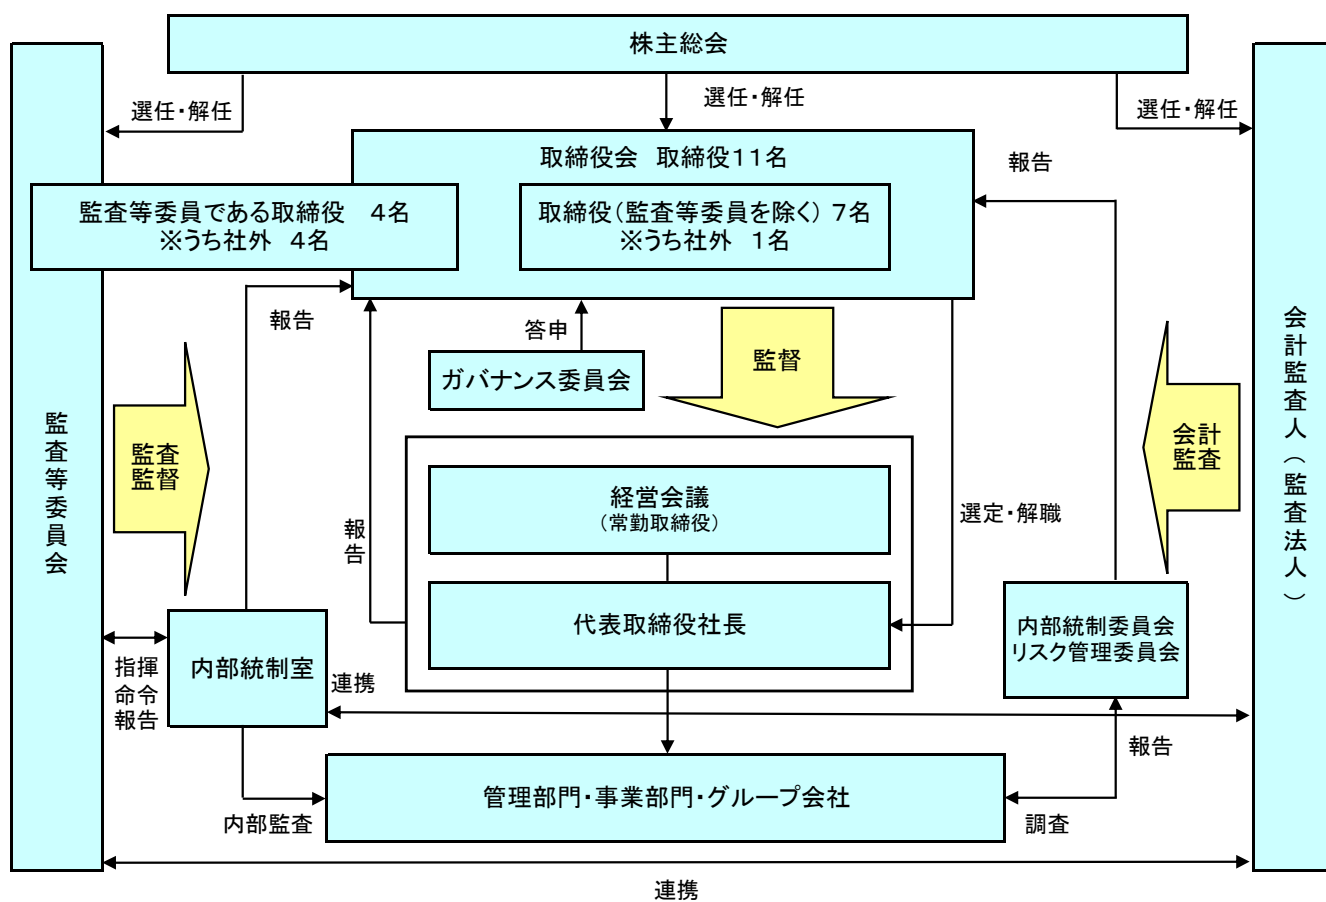 株主総会
選任・解任
選任・解任
選任・解任
取締役会　取締役11名
報告
監査等委員である取締役　4名
※うち社外　4名
取締役（監査等委員を除く）7名
※うち社外　1名
報告
答申
ガバナンス委員会
監督
監査等委員会
監査
監督
会計
監査
会計監査人（監査法人）
経営会議
（常勤取締役）
報告
選定・解職
代表取締役社長
内部統制室
内部統制委員会
リスク管理委員会
指揮
命令
報告
連携
報告
管理部門・事業部門・グループ会社
内部監査
調査
連携